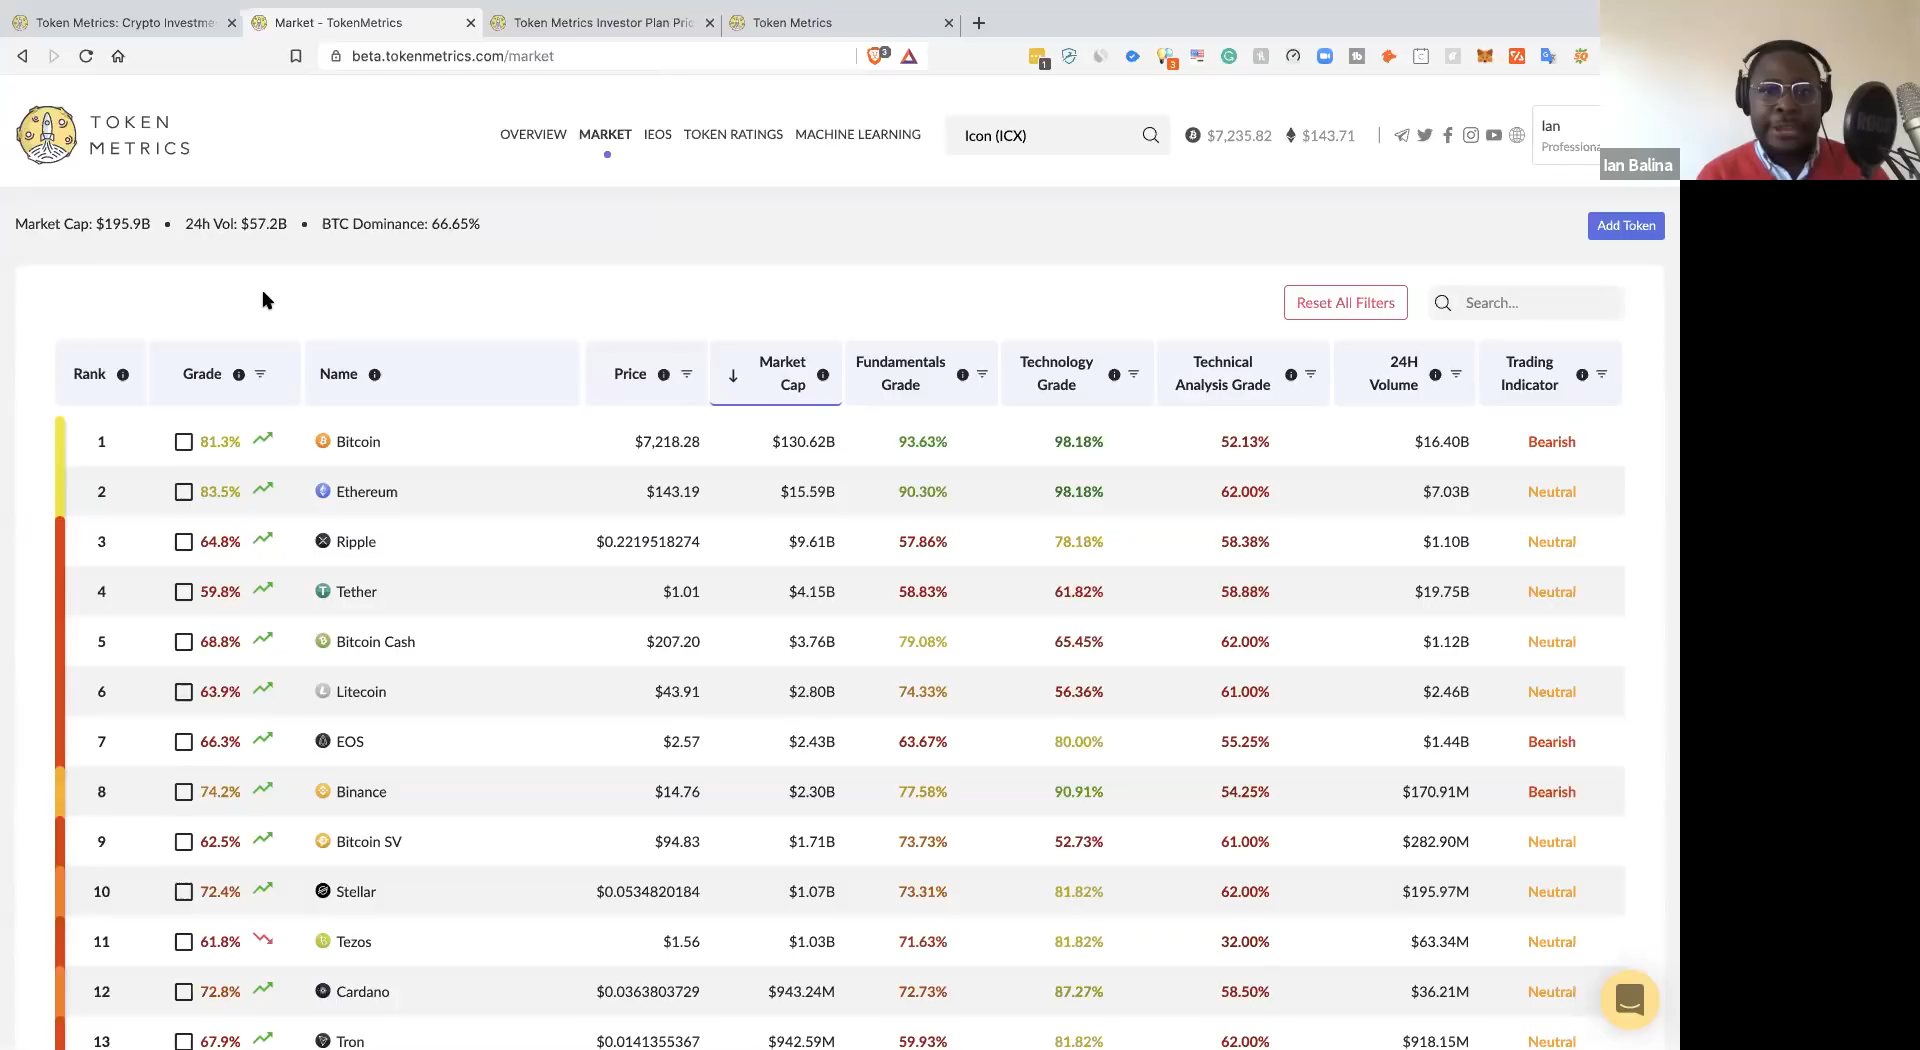 Token Metrics: Crypto Investme
Market - TokenMetrics
Token Metrics Investor Plan Pric
Token Metrics
beta.tokenmetrics.com/market
3
1
3
TOKEN
METRICS
OVERVIEW MARKET IEOS TOKEN RATINGS MACHINE LEARNING
Icon (ICX)
$7,235.82 $143.71
Ian
Professiona
Ian Balina
Market Cap: $195.9B • 24h Vol: $57.2B • BTC Dominance: 66.65%
Add Token
Reset All Filters
Search...
Rank Grade Name Price Market Cap Fundamentals Grade Technology Grade Technical Analysis Grade 24H Volume Trading Indicator
1 81.3% Bitcoin $7,218.28 $130.62B 93.63% 98.18% 52.13% $16.40B Bearish
2 83.5% Ethereum $143.19 $15.59B 90.30% 98.18% 62.00% $7.03B Neutral
3 64.8% Ripple $0.2219518274 $9.61B 57.86% 78.18% 58.38% $1.10B Neutral
4 59.8% Tether $1.01 $4.15B 58.83% 61.82% 58.88% $19.75B Neutral
5 68.8% Bitcoin Cash $207.20 $3.76B 79.08% 65.45% 62.00% $1.12B Neutral
6 63.9% Litecoin $43.91 $2.80B 74.33% 56.36% 61.00% $2.46B Neutral
7 66.3% EOS $2.57 $2.43B 63.67% 80.00% 55.25% $1.44B Bearish
8 74.2% Binance $14.76 $2.30B 77.58% 90.91% 54.25% $170.91M Bearish
9 62.5% Bitcoin SV $94.83 $1.71B 73.73% 52.73% 61.00% $282.90M Neutral
10 72.4% Stellar $0.0534820184 $1.07B 73.31% 81.82% 62.00% $195.97M Neutral
11 61.8% Tezos $1.56 $1.03B 71.63% 81.82% 32.00% $63.34M Neutral
12 72.8% Cardano $0.0363803729 $943.24M 72.73% 87.27% 58.50% $36.21M Neutral
13 67.9% Tron $0.0141355367 $942.59M 59.93% 81.82% 62.00% $918.15M Neutral